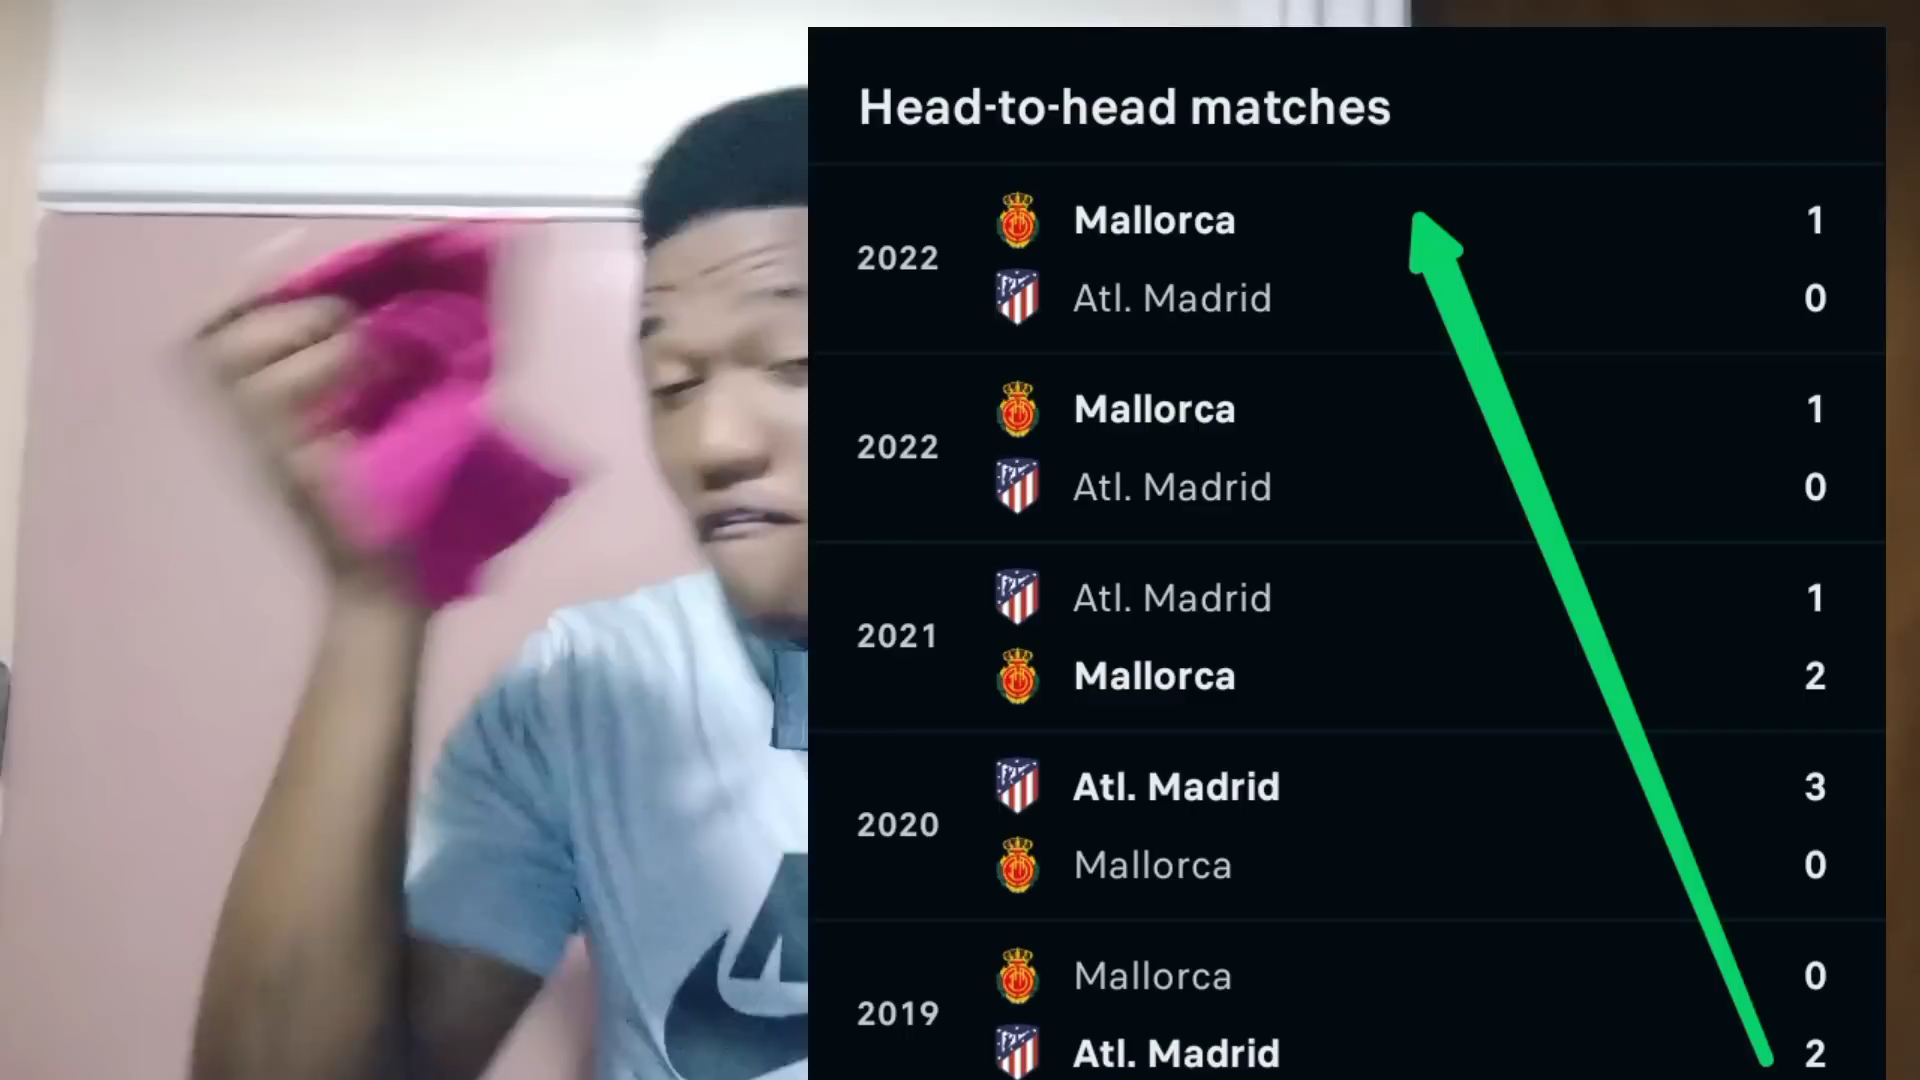 Head-to-head matches
2022
Mallorca 1
Atl. Madrid 0
2022
Mallorca 1
Atl. Madrid 0
2021
Atl. Madrid 1
Mallorca 2
2020
Atl. Madrid 3
Mallorca 0
2019
Mallorca 0
Atl. Madrid 2